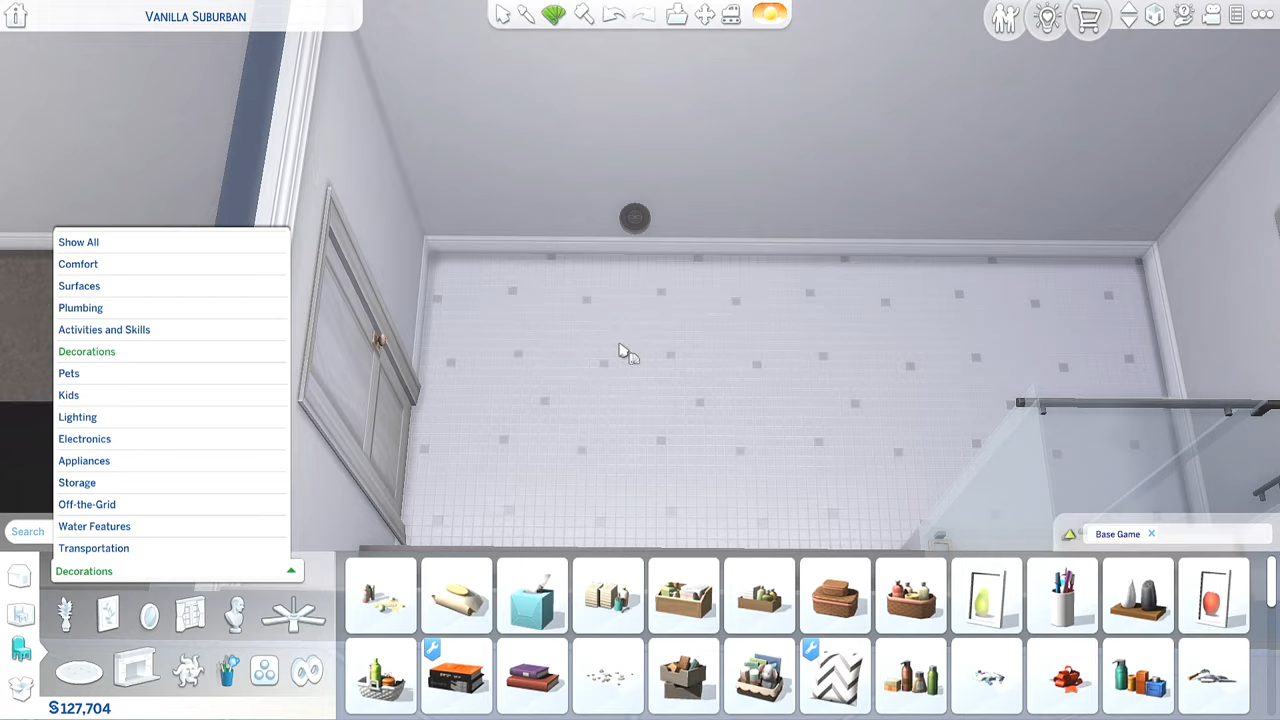 Vanilla Suburban
Show All
Comfort
Surfaces
Plumbing
Activities and Skills
Decorations
Pets
Kids
Lighting
Electronics
Appliances
Storage
Off-the-Grid
Water Features
Transportation
Search
Base Game
Decorations
§127,704